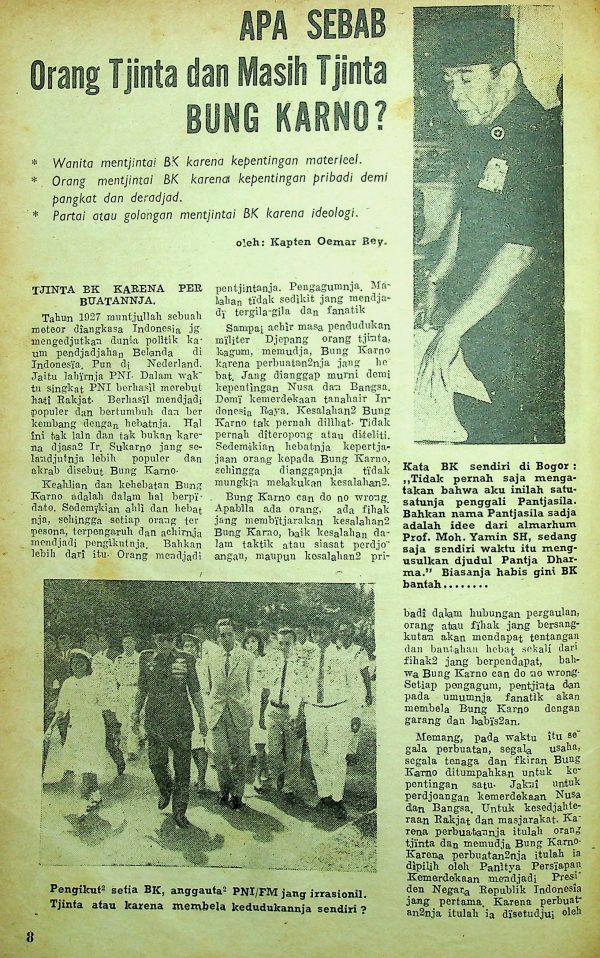 APA SEBAB
Orang Tjinta dan Masih Tjinta
BUNG KARNO?
* Wanita mentjintai BK karena kepentingan materieel.
* Orang mentjintai BK karena kepentingan pribadi demi
pangkat dan deradjad.
* Partai atau golongan mentjintai BK karena ideologi.
oleh: Kapten Oemar Bey.
TJINTA BK KARENA PER
BUATANNJA.
Tahun 1927 muntjullah sebuah
meteor diangkasa Indonesia jg
mengedjutkan dunia politik ka-
um pendjadjahan Belanda di
Indonesia. Pun di Nederland.
Jaitu lahirnja PNI. Dalam wak-
tu singkat PNI berhasil merebut
hati Rakjat. Berhasil mendjadi
populer dan bertumbuh dan ber
kembang dengan hebatnja. Hal
ini tak lain dan tak bukan kare-
na djasa2 Ir. Sukarno jang se-
landjutnja lebih populer dan
akrab disebut Bung Karno.
Keahlian dan kehebatan Bung
Karno adalah dalam hal berpi-
dato. Sedemikian ahli dan hebat
nja, sehingga setiap orang ter
pesona, terpengaruh dan achirnja
mendjadi pengikutnja. Bahkan
lebih dari itu. Orang mendjadi
pentjintanja. Pengagumnja. Ma-
lahan tidak sedikit jang mendja-
di tergila-gila dan fanatik
Sampai achir masa pendudukan
militer Djepang orang tjinta,
kagum, memudja, Bung Karno
karena perbuatan2nja jang he-
bat. Jang dianggap murni demi
kepentingan Nusa dan Bangsa.
Demi kemerdekaan tanahair In-
donesia Raya. Kesalahan2 Bung
Karno tak pernah dilihat. Tidak
pernah diteropong atau diteliti.
Sedemikian hebatnja kepertja-
jaan orang kepada Bung Karno,
sehingga dianggapnja tidak
mungkin melakukan kesalahan2.
Bung Karno can do no wrong.
Apabila ada orang, ada fihak
jang membitjarakan kesalahan2
Bung Karno, baik kesalahan da-
lam taktik atau siasat perdjo-
angan, maupun kesalahan2 pri-
Kata BK sendiri di Bogor :
„Tidak pernah saja menga-
takan bahwa aku inilah satu-
satunja penggali Pantjasila.
Bahkan nama Pantjasila sadja
adalah idee dari almarhum
Prof. Moh. Yamin SH, sedang
saja sendiri waktu itu meng-
usulkan djudul Pantja Dhar-
ma.” Biasanja habis gini BK
bantah........
badi dalam hubungan pergaulan,
orang atau fihak jang bersang-
kutan akan mendapat tentangan
dan bantahan hebat sekali dari
fihak2 jang berpendapat, bah-
wa Bung Karno can do no wrong.
Setiap pengagum, pentjinta dan
pada umumnja fanatik akan
membela Bung Karno dengan
garang dan habis2an.
Memang, pada waktu itu se-
gala perbuatan, segala usaha,
segala tenaga dan fkiran Bung
Karno ditumpahkan untuk ke-
pentingan satu. Jakni untuk
perdjoangan kemerdekaan Nusa
dan Bangsa. Untuk kesedjahte-
raan Rakjat dan masjarakat. Ka-
rena perbuatannja itulah orang
tjinta dan memudja Bung Karno.
Karena perbuatan2nja itulah ia
dipilih oleh Panitya Persiapan
Kemerdekaan mendjadi Presi-
den Negara Republik Indonesia
jang pertama. Karena perbuat-
an2nja itulah ia disetudjui oleh
Pengikut² setia BK, anggauta² PNI/FM jang irrasionil.
Tjinta atau karena membela kedudukannja sendiri ?
8